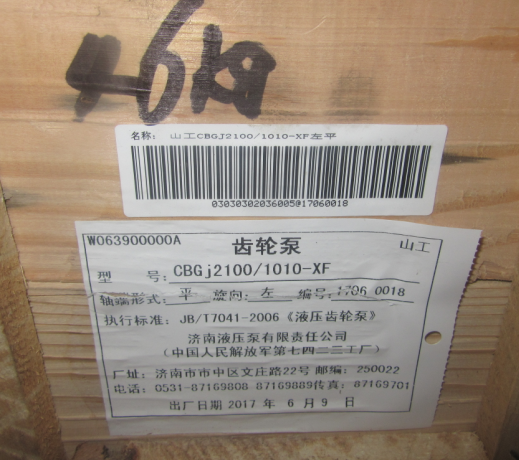 46kg
名称: 山工CBGJ2100/1010-XF左平
03030302036005@17060018
W063900000A 齿轮泵 山工
型 号: CBGj2100/1010-XF
轴端形式: 平 旋向: 左 编号: 1706 0018
执行标准: JB/T7041-2006《液压齿轮泵》
济南液压泵有限责任公司
(中国人民解放军第七四二三工厂)
厂址: 济南市市中区文庄路22号 邮编: 250022
电话: 0531-87169808 87169889传真: 87169701
出厂日期 2017 年 6 月 9 日